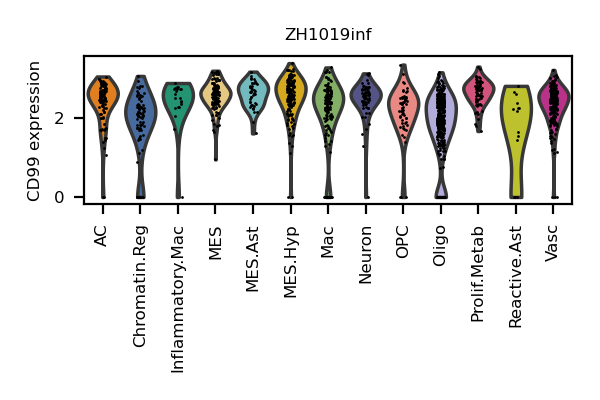 ZH1019inf
CD99 expression
2
0
AC
Chromatin.Reg
Inflammatory.Mac
MES
MES.Ast
MES.Hyp
Mac
Neuron
OPC
Oligo
Prolif.Metab
Reactive.Ast
Vasc